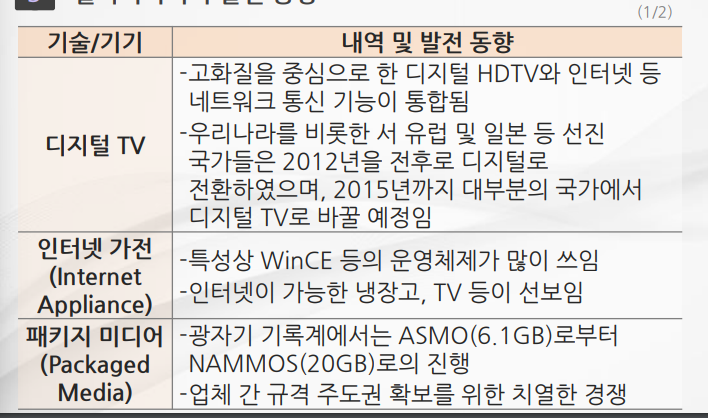 (1/2)
기술/기기
내역 및 발전 동향
디지털 TV
-고화질을 중심으로 한 디지털 HDTV와 인터넷 등
네트워크 통신 기능이 통합됨
-우리나라를 비롯한 서 유럽 및 일본 등 선진
국가들은 2012년을 전후로 디지털로
전환하였으며, 2015년까지 대부분의 국가에서
디지털 TV로 바꿀 예정임
인터넷 가전
(Internet
Appliance)
-특성상 WinCE 등의 운영체제가 많이 쓰임
-인터넷이 가능한 냉장고, TV 등이 선보임
패키지 미디어
(Packaged
Media)
-광자기 기록계에서는 ASMO(6.1GB)로부터
NAMMOS(20GB)로의 진행
-업체 간 규격 주도권 확보를 위한 치열한 경쟁